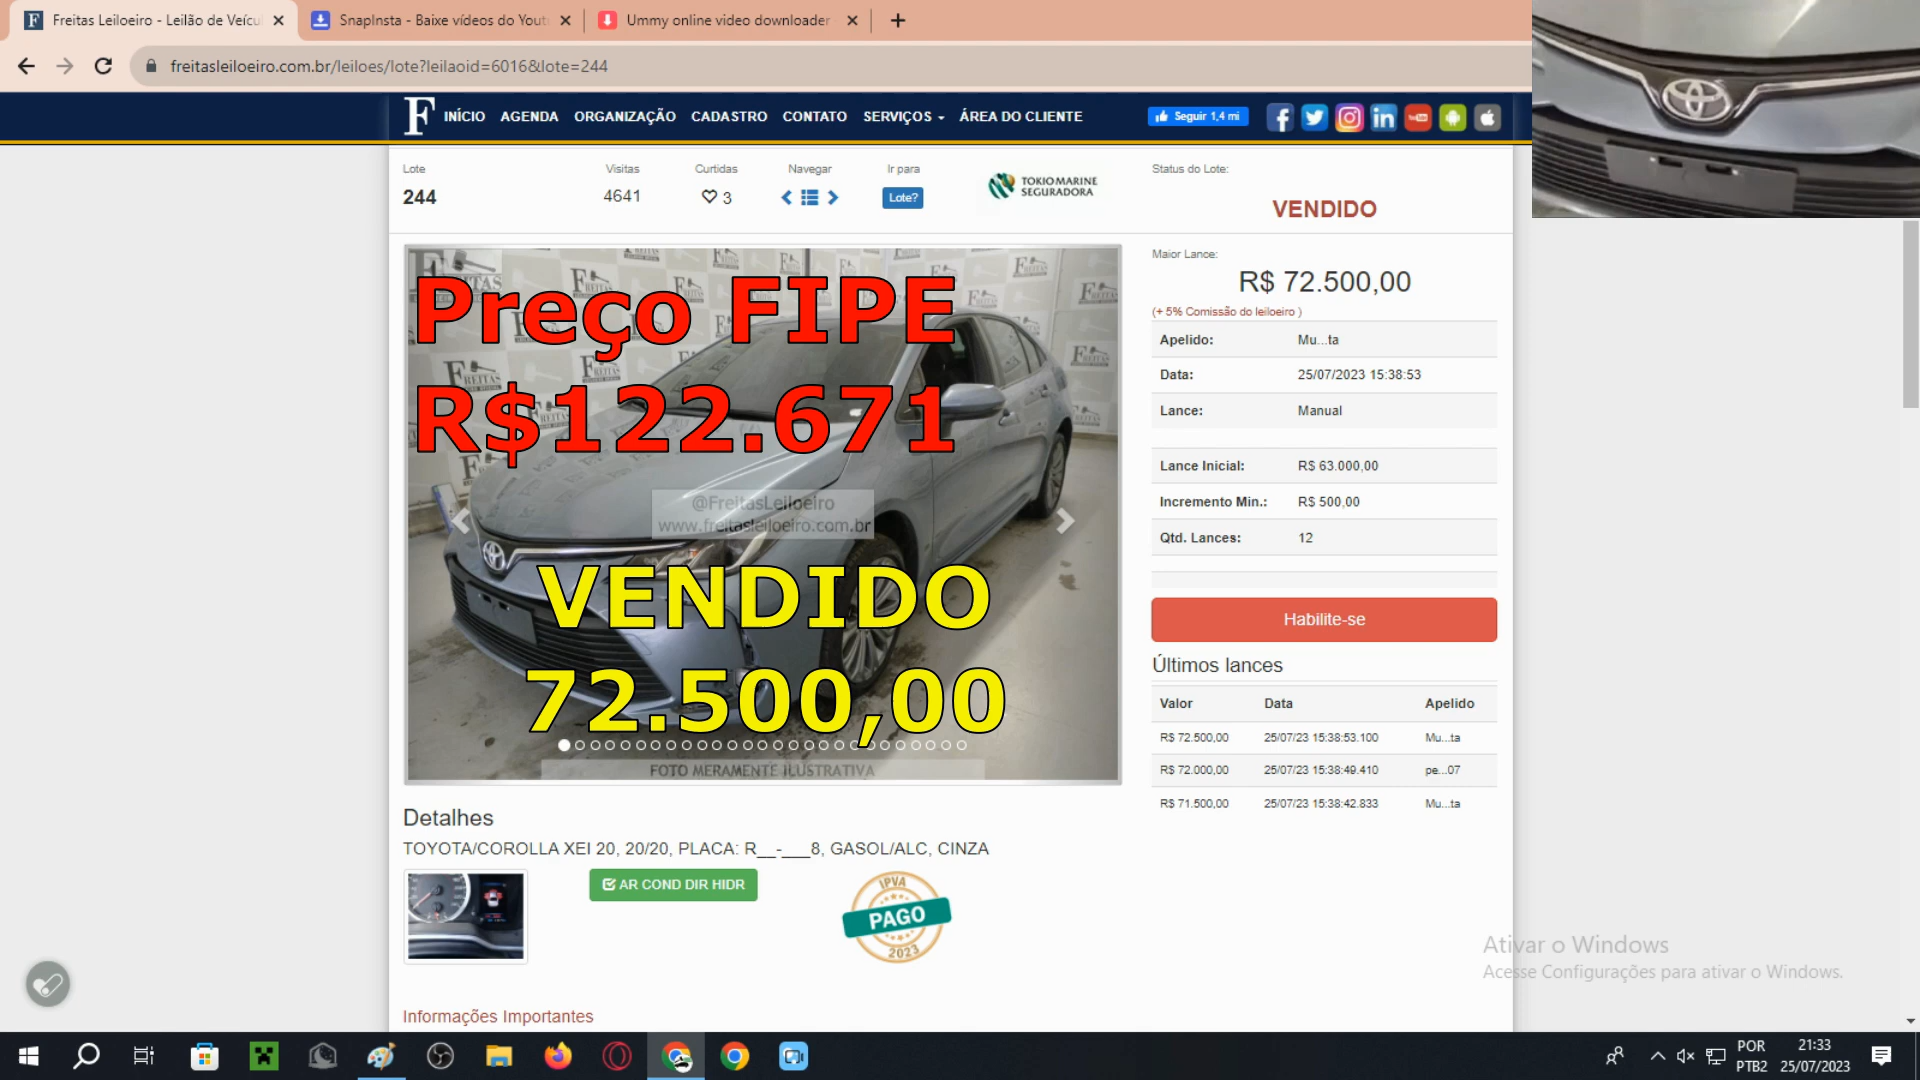 Freitas Leiloeiro - Leilão de Veícu
SnapInsta - Baixe vídeos do Yout
Ummy online video downloader
freitasleiloeiro.com.br/leiloes/lote?leilaoid=6016&lote=244
F INÍCIO AGENDA ORGANIZAÇÃO CADASTRO CONTATO SERVIÇOS ÁREA DO CLIENTE
Seguir 1,4 mi
Lote
244
Visitas
4641
Curtidas
3
Navegar
Ir para
Lote?
TOKIO MARINE
SEGURADORA
Status do Lote:
VENDIDO
Preço FIPE
R$122.671
@FreitasLeiloeiro
www.freitasleiloeiro.com.br
VENDIDO
72.500,00
FOTO MERAMENTE ILUSTRATIVA
Maior Lance:
R$ 72.500,00
(+ 5% Comissão do leiloeiro )
Apelido: Mu...ta
Data: 25/07/2023 15:38:53
Lance: Manual
Lance Inicial: R$ 63.000,00
Incremento Min.: R$ 500,00
Qtd. Lances: 12
Habilite-se
Últimos lances
Valor Data Apelido
R$ 72.500,00 25/07/23 15:38:53.100 Mu...ta
R$ 72.000,00 25/07/23 15:38:49.410 pe...07
R$ 71.500,00 25/07/23 15:38:42.833 Mu...ta
Detalhes
TOYOTA/COROLLA XEI 20, 20/20, PLACA: R__-___8, GASOL/ALC, CINZA
AR COND DIR HIDR
IPVA
PAGO
2023
Informações Importantes
Ativar o Windows
Acesse Configurações para ativar o Windows.
POR
PTB2
21:33
25/07/2023